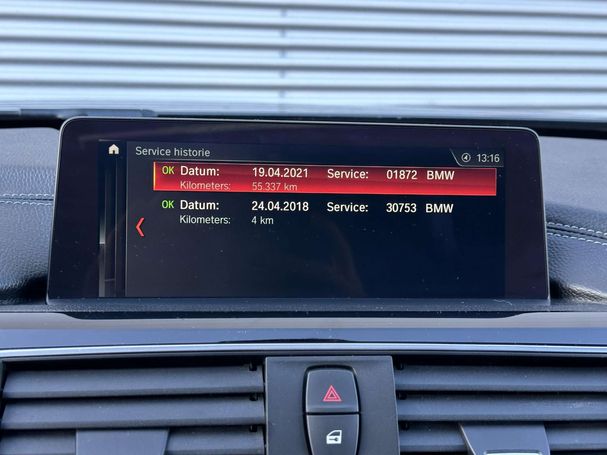 Service historie
13:16
OK Datum: 19.04.2021 Service: 01872 BMW
Kilometers: 55.337 km
OK Datum: 24.04.2018 Service: 30753 BMW
Kilometers: 4 km